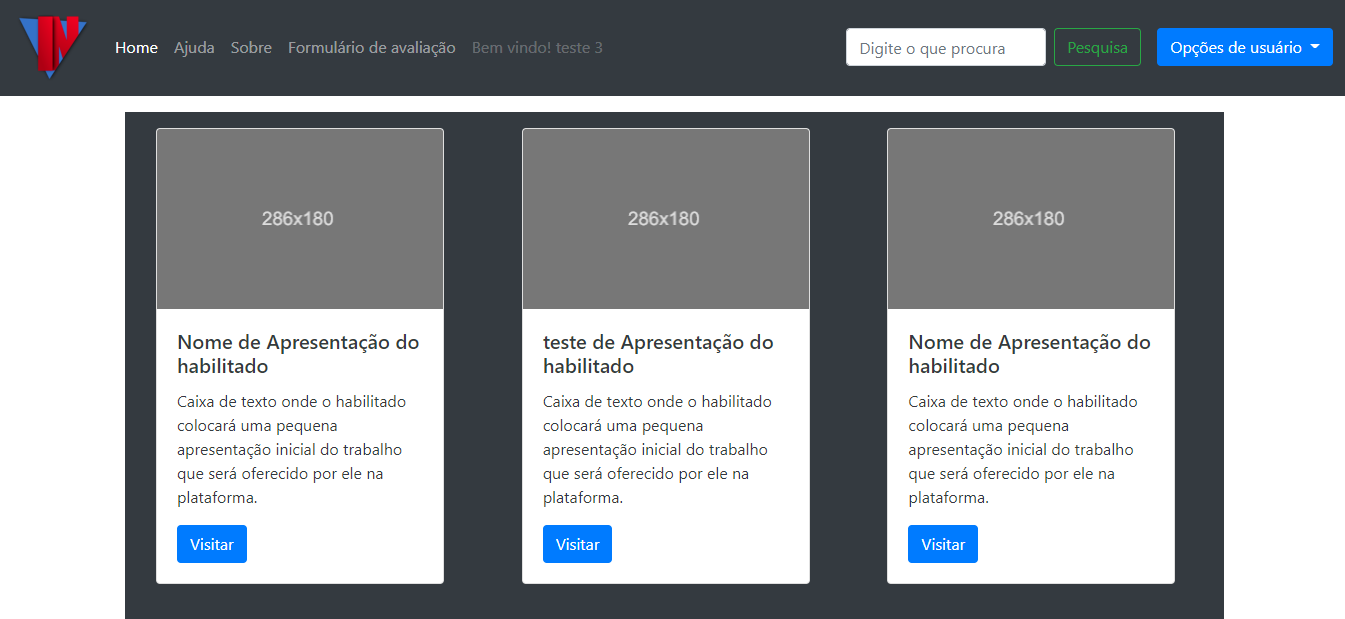 Home Ajuda Sobre Formulário de avaliação Bem vindo! teste 3 Digite o que procura Pesquisa Opções de usuário
286x180
Nome de Apresentação do
habilitado
Caixa de texto onde o habilitado
colocará uma pequena
apresentação inicial do trabalho
que será oferecido por ele na
plataforma.
Visitar
286x180
teste de Apresentação do
habilitado
Caixa de texto onde o habilitado
colocará uma pequena
apresentação inicial do trabalho
que será oferecido por ele na
plataforma.
Visitar
286x180
Nome de Apresentação do
habilitado
Caixa de texto onde o habilitado
colocará uma pequena
apresentação inicial do trabalho
que será oferecido por ele na
plataforma.
Visitar